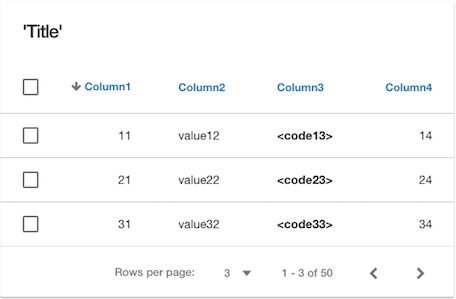 'Title'
Column1 Column2 Column3 Column4
11 value12 <code13> 14
21 value22 <code23> 24
31 value32 <code33> 34
Rows per page: 3 1 - 3 of 50